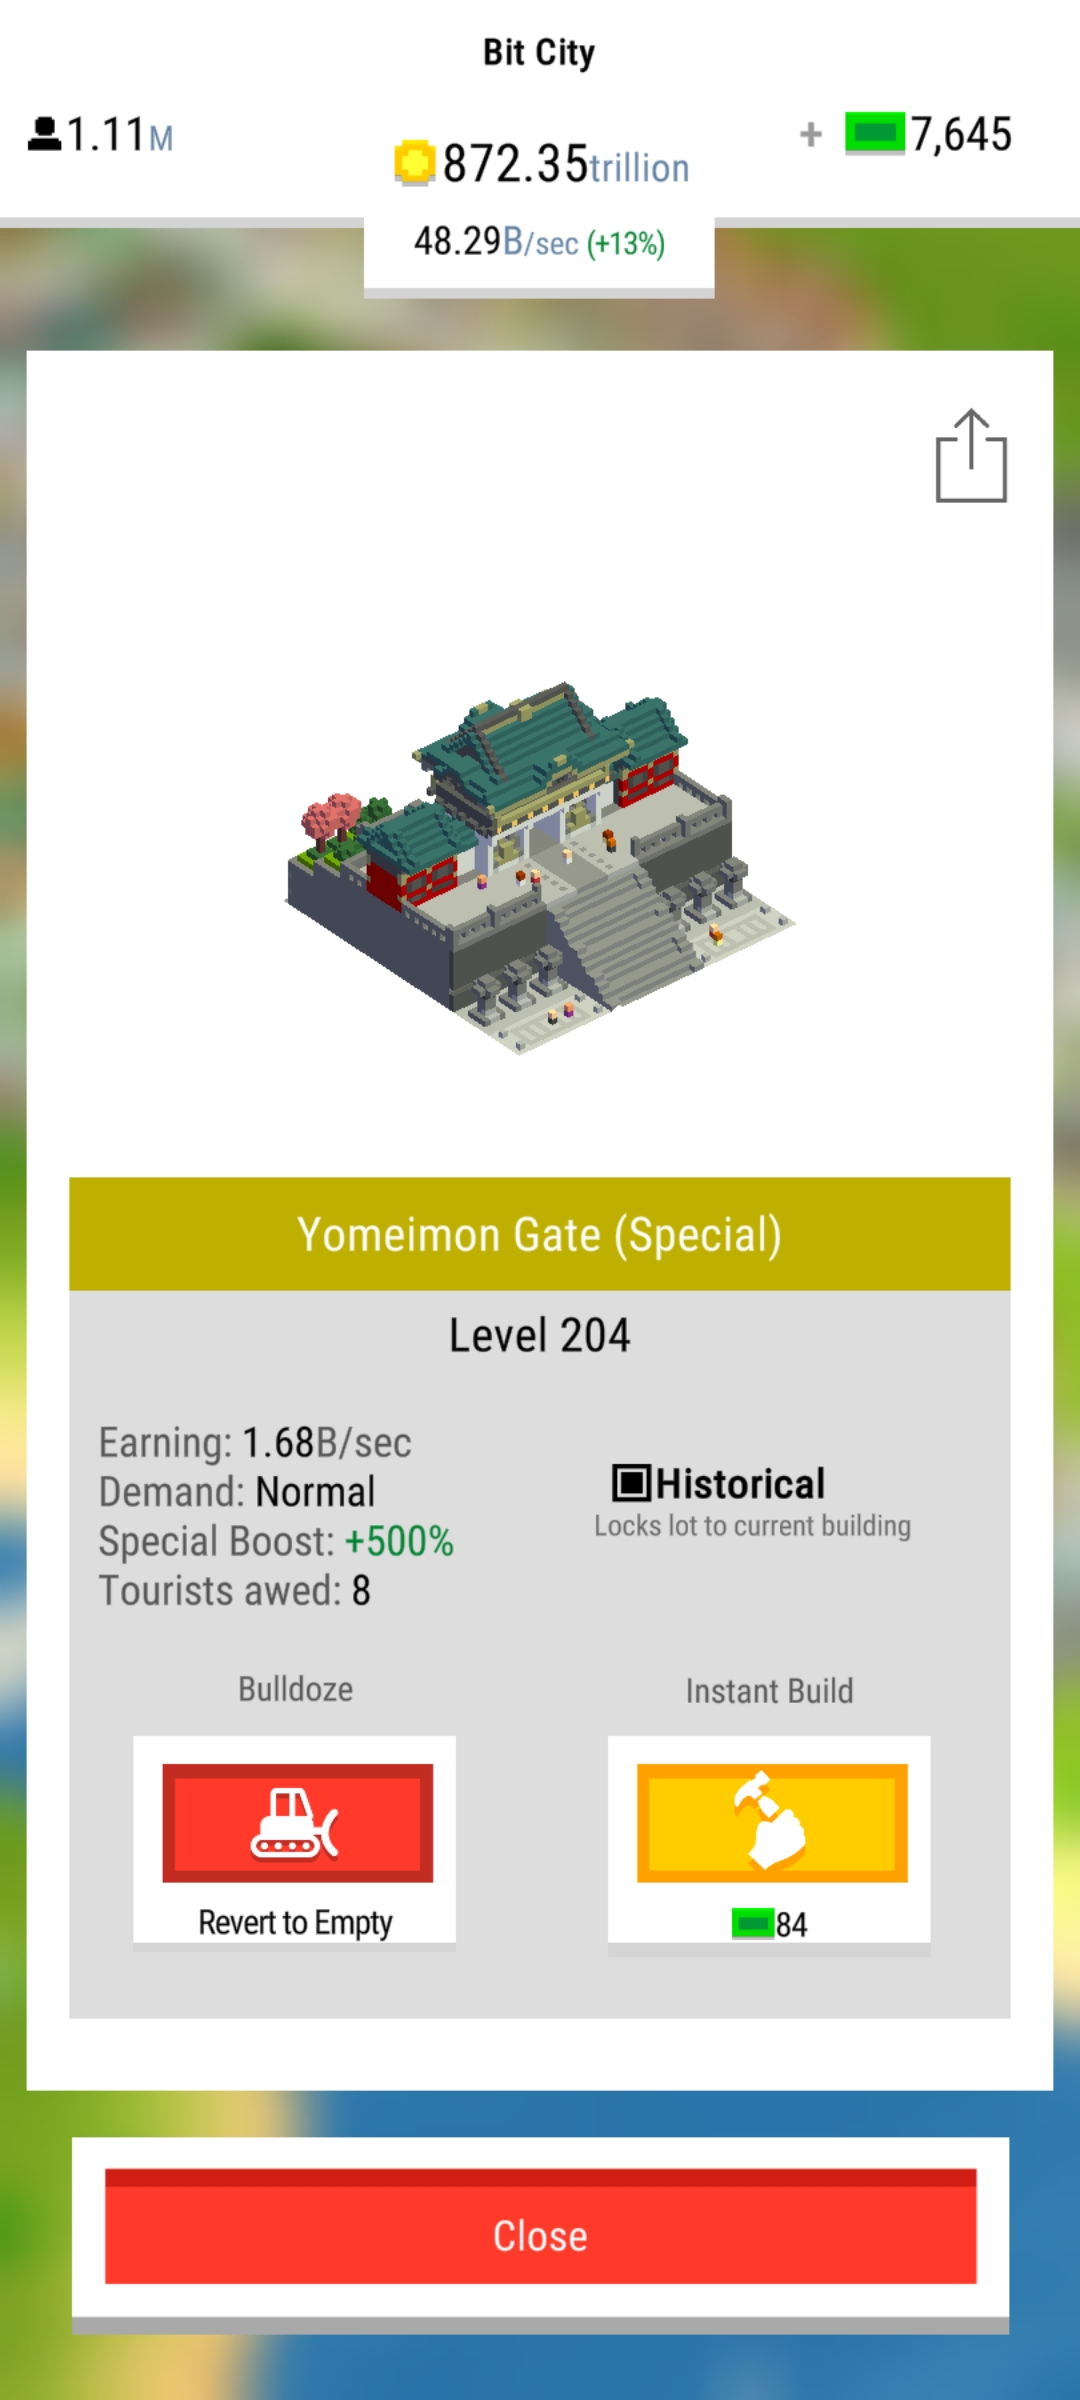 Bit City
1.11M
872.35trillion
+ 7,645
48.29B/sec (+13%)
Yomeimon Gate (Special)
Level 204
Earning: 1.68B/sec
Demand: Normal
Special Boost: +500%
Tourists awed: 8
Historical
Locks lot to current building
Bulldoze
Revert to Empty
Instant Build
84
Close